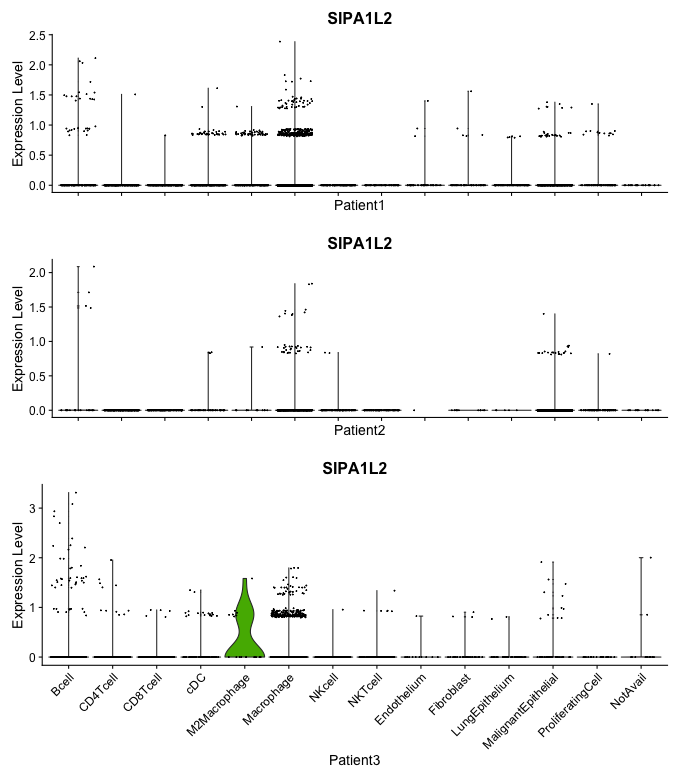 SIPA1L2
Expression Level
2.5
2.0
1.5
1.0
0.5
0.0
Patient1
SIPA1L2
Expression Level
2.0
1.5
1.0
0.5
0.0
Patient2
SIPA1L2
Expression Level
3
2
1
0
Bcell
CD4Tcell
CD8Tcell
cDC
M2Macrophage
Macrophage
NKcell
NKTcell
Endothelium
Fibroblast
LungEpithelium
MalignantEpithelial
ProliferatingCell
NotAvail
Patient3